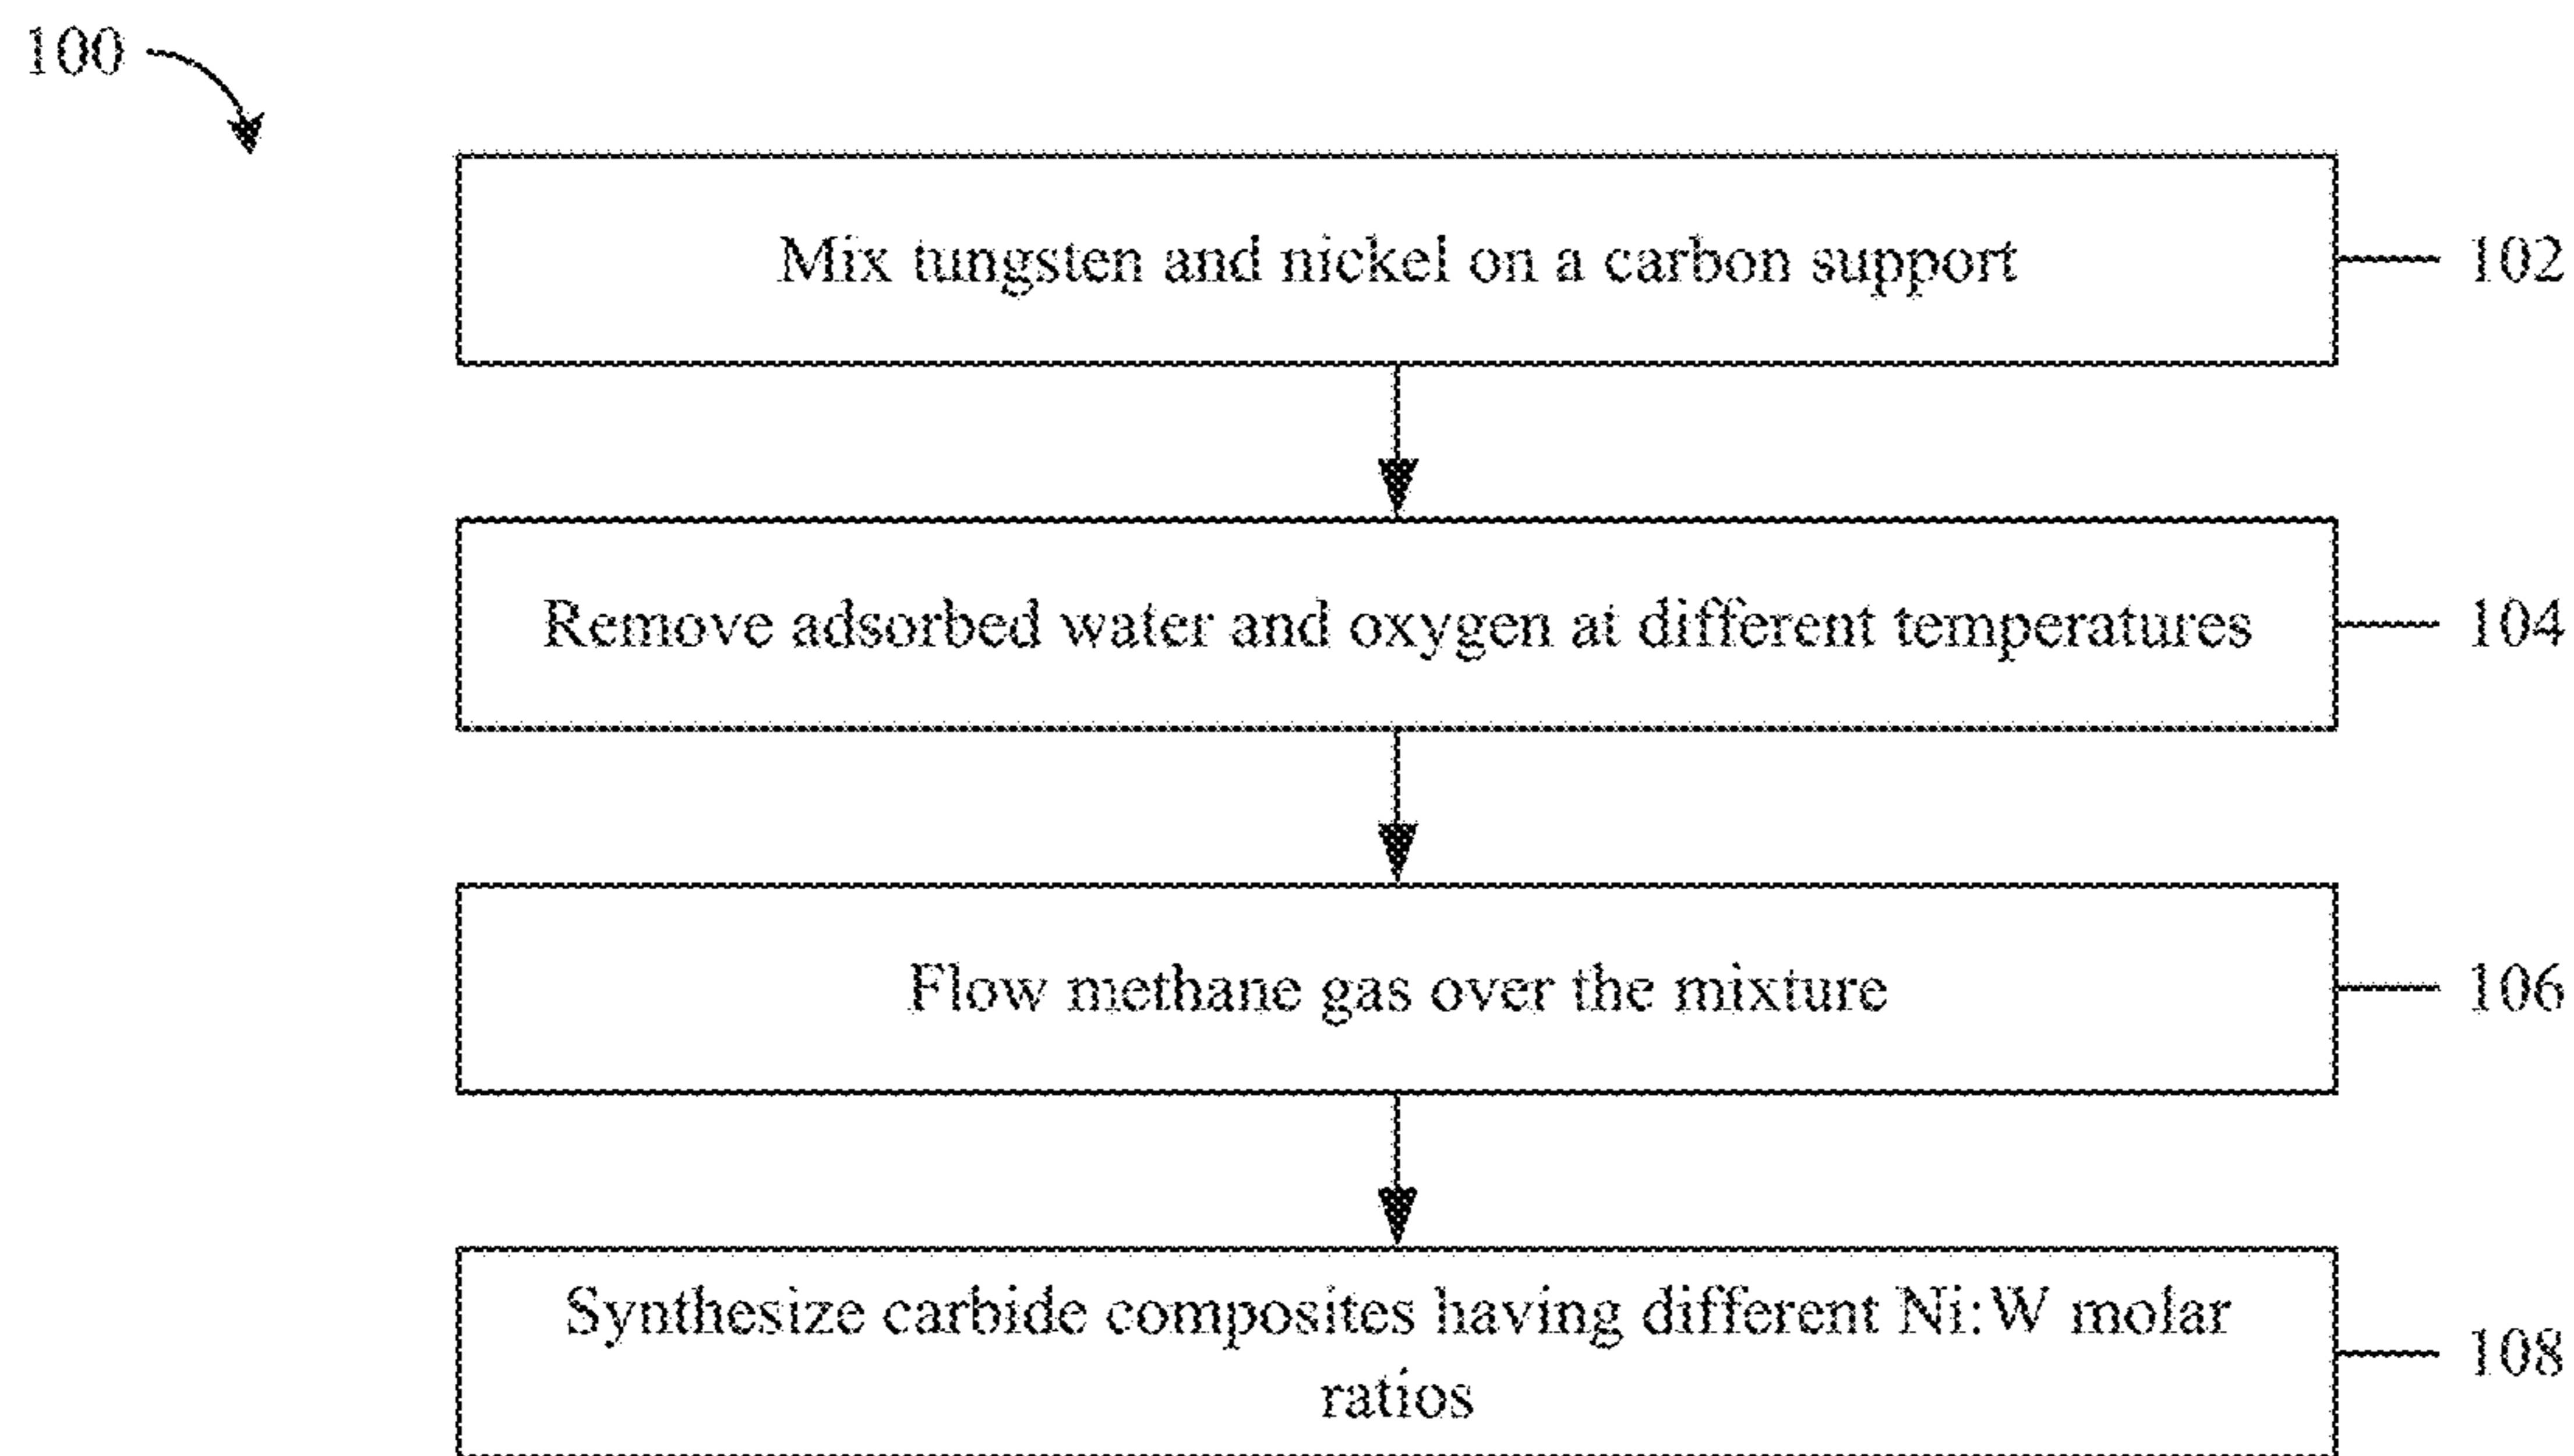 100
Mix tungsten and nickel on a carbon support
102
Remove adsorbed water and oxygen at different temperatures
104
Flow methane gas over the mixture
106
Synthesize carbide composites having different Ni:W molar
ratios
108